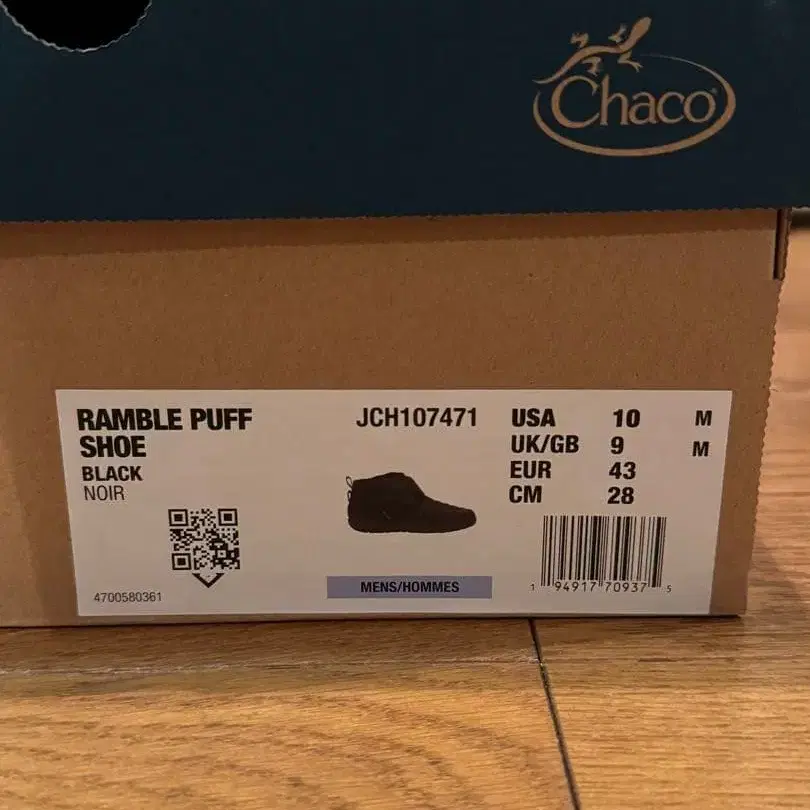 Chaco
RAMBLE PUFF
SHOE
BLACK
NOIR
4700580361
JCH107471
MENS/HOMMES
USA 10 M
UK/GB 9 M
EUR 43
CM 28
1 94917 70937 5